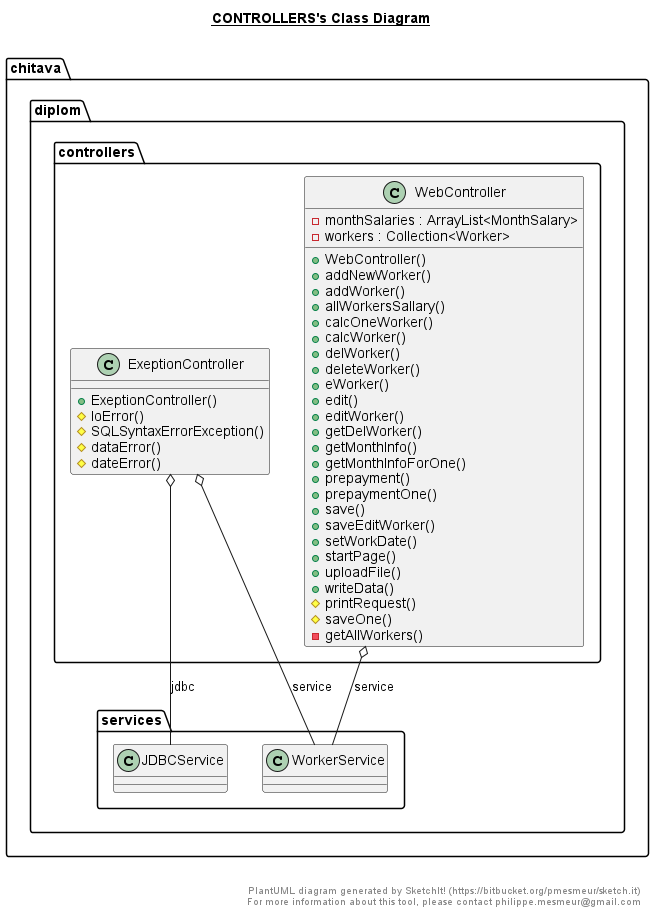 CONTROLLERS's Class Diagram
chitava
diplom
controllers
C WebController
monthSalaries : ArrayList<MonthSalary>
workers : Collection<Worker>
WebController()
addNewWorker()
addWorker()
allWorkersSallary()
calcOneWorker()
calcWorker()
delWorker()
deleteWorker()
eWorker()
edit()
editWorker()
getDelWorker()
getMonthInfo()
getMonthInfoForOne()
prepayment()
prepaymentOne()
save()
saveEditWorker()
setWorkDate()
startPage()
uploadFile()
writeData()
printRequest()
saveOne()
getAllWorkers()
C ExeptionController
ExeptionController()
IoError()
SQLSyntaxErrorException()
dataError()
dateError()
jdbc
service
service
services
C JDBCService
C WorkerService
PlantUML diagram generated by SketchIt! (https://bitbucket.org/pmesmeur/sketch.it)
For more information about this tool, please contact philippe.mesmeur@gmail.com